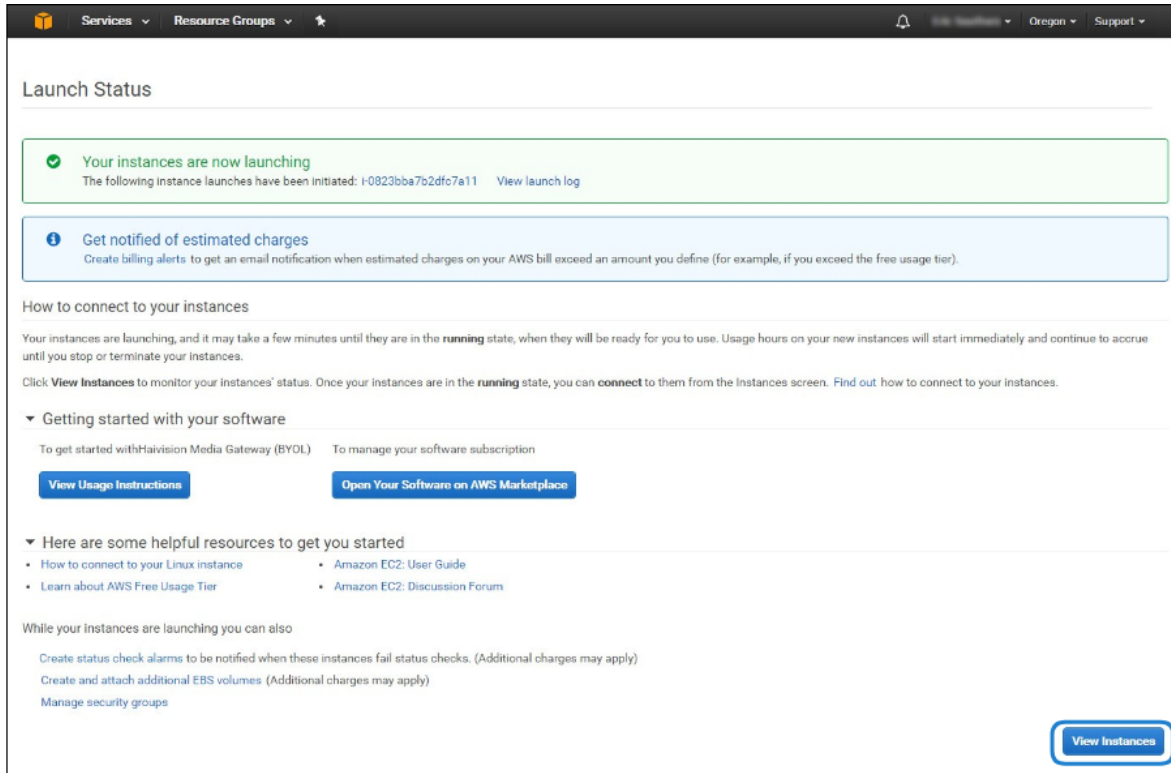 Services Resource Groups Oregon Support
Launch Status
Your instances are now launching
The following instance launches have been initiated: i-0823bba7b2dfc7a11 View launch log
Get notified of estimated charges
Create billing alerts to get an email notification when estimated charges on your AWS bill exceed an amount you define (for example, if you exceed the free usage tier).
How to connect to your instances
Your instances are launching, and it may take a few minutes until they are in the running state, when they will be ready for you to use. Usage hours on your new instances will start immediately and continue to accrue
until you stop or terminate your instances.
Click View Instances to monitor your instances' status. Once your instances are in the running state, you can connect to them from the Instances screen. Find out how to connect to your instances.
Getting started with your software
To get started withHaivision Media Gateway (BYOL) To manage your software subscription
View Usage Instructions Open Your Software on AWS Marketplace
Here are some helpful resources to get you started
• How to connect to your Linux instance • Amazon EC2: User Guide
• Learn about AWS Free Usage Tier • Amazon EC2: Discussion Forum
While your instances are launching you can also
Create status check alarms to be notified when these instances fail status checks. (Additional charges may apply)
Create and attach additional EBS volumes (Additional charges may apply)
Manage security groups
View Instances